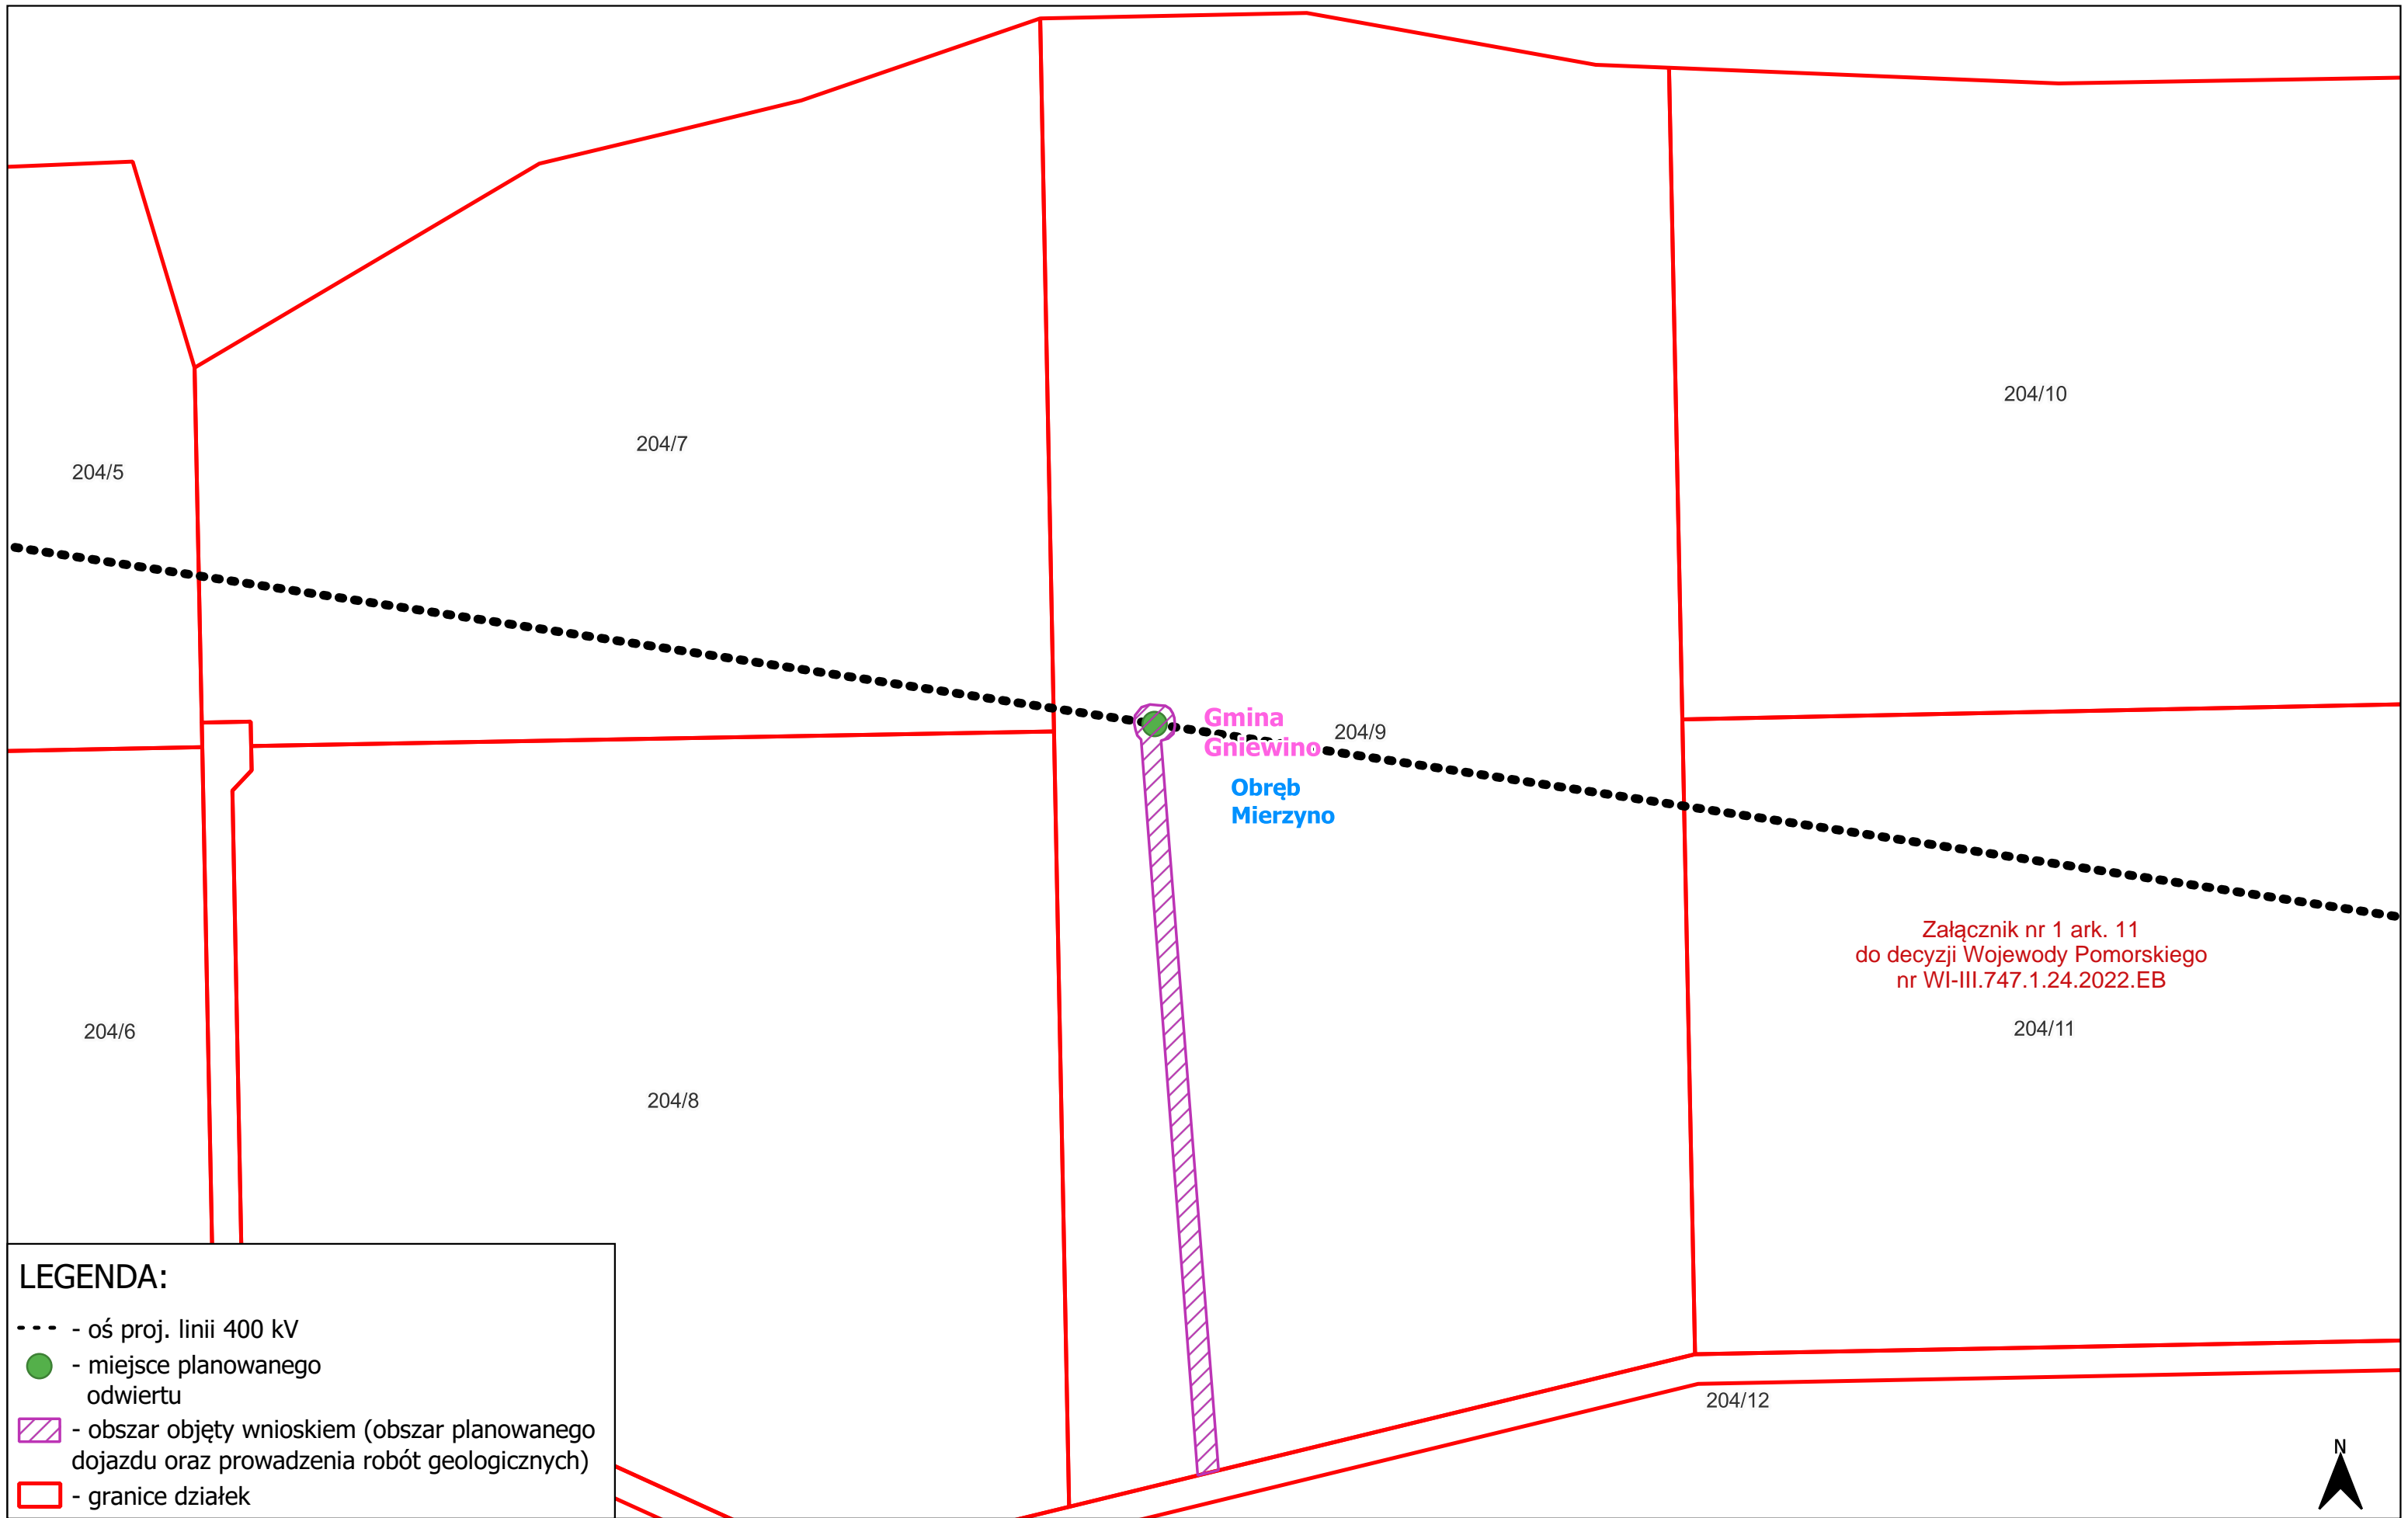 204/10
204/7
204/5
Gmina
Gniewino
204/9
Obręb
Mierzyno
Załącznik nr 1 ark. 11
do decyzji Wojewody Pomorskiego
nr WI-III.747.1.24.2022.EB
204/11
204/6
204/8
204/12
LEGENDA:
- oś proj. linii 400 kV
- miejsce planowanego
odwiertu
- obszar objęty wnioskiem (obszar planowanego
dojazdu oraz prowadzenia robót geologicznych)
- granice działek
N